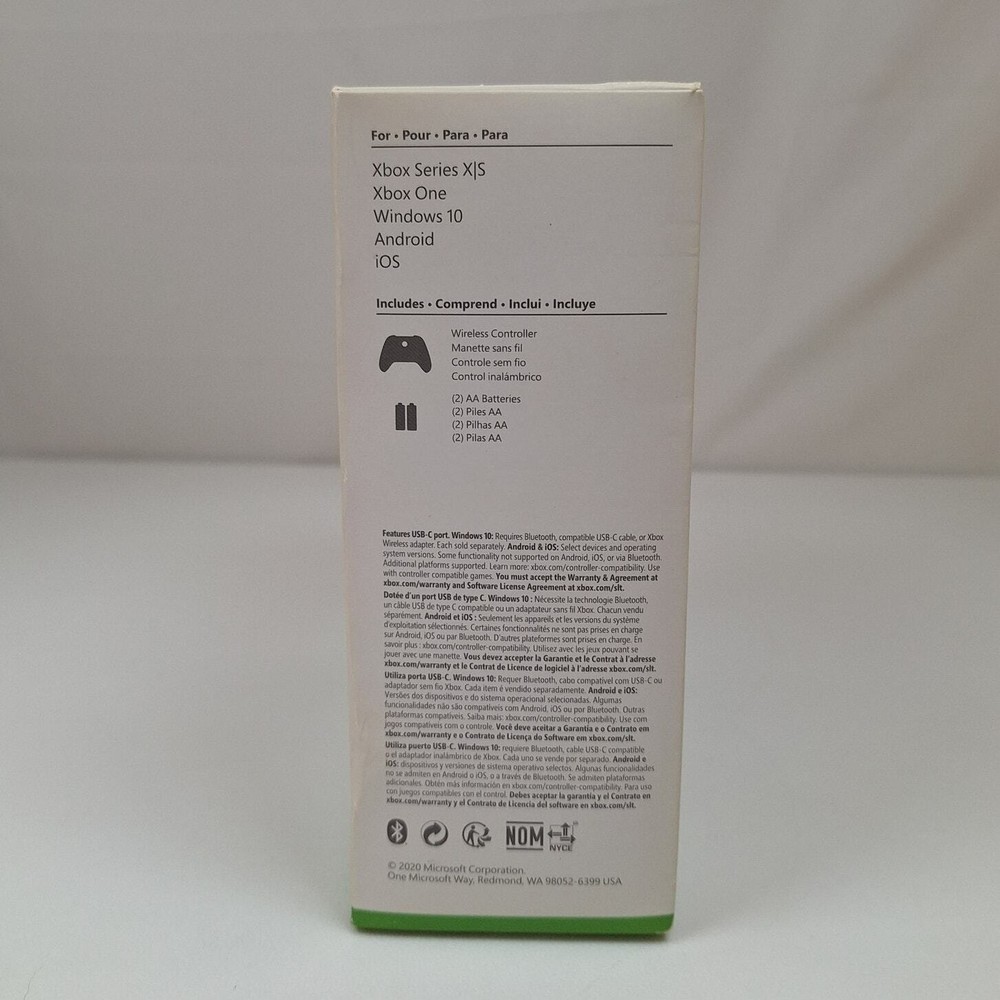 For • Pour • Para • Para
Xbox Series X|S
Xbox One
Windows 10
Android
iOS
Includes • Comprend • Inclui • Incluye
Wireless Controller
Manette sans fil
Controle sem fio
Control inalámbrico
(2) AA Batteries
(2) Piles AA
(2) Pilhas AA
(2) Pilas AA
Features USB-C port. Windows 10: Requires Bluetooth, compatible USB-C cable, or Xbox
Wireless adapter. Each sold separately. Android & iOS: Select devices and operating
system versions. Some functionality not supported on Android, iOS, or via Bluetooth.
Additional platforms supported. Learn more: xbox.com/controller-compatibility. Use
with controller compatible games. You must accept the Warranty & Agreement at
xbox.com/warranty and Software License Agreement at xbox.com/slt.
Dotée d'un port USB de type C. Windows 10 : Nécessite la technologie Bluetooth,
un câble USB de type C compatible ou un adaptateur sans fil Xbox. Chacun vendu
séparément. Android et iOS : Seulement les appareils et les versions du système
d'exploitation sélectionnés. Certaines fonctionnalités ne sont pas prises en charge
sur Android, iOS ou par Bluetooth. D'autres plateformes sont prises en charge. En
savoir plus : xbox.com/controller-compatibility. Utilisez avec les jeux pouvant se
jouer avec une manette. Vous devez accepter la Garantie et le Contrat à l'adresse
xbox.com/warranty et le Contrat de Licence de logiciel à l'adresse xbox.com/slt.
Utiliza porta USB-C. Windows 10: Requer Bluetooth, cabo compatível com USB-C ou
adaptador sem fio Xbox. Cada item é vendido separadamente. Android e iOS:
Versões dos dispositivos e do sistema operacional selecionadas. Algumas
funcionalidades não são compatíveis com Android, iOS ou por Bluetooth. Outras
plataformas compatíveis. Saiba mais: xbox.com/controller-compatibility. Use com
jogos compatíveis com o controle. Você deve aceitar a Garantia e o Contrato em
xbox.com/warranty e o Contrato de Licença do Software em xbox.com/slt.
Utiliza puerto USB-C. Windows 10: requiere Bluetooth, cable USB-C compatible
o el adaptador inalámbrico de Xbox. Cada uno se vende por separado. Android e
iOS: dispositivos y versiones de sistema operativo selectos. Algunas funcionalidades
no se admiten en Android o iOS, o a través de Bluetooth. Se admiten plataformas
adicionales. Obtén más información en xbox.com/controller-compatibility. Para uso
con juegos compatibles con el control. Debes aceptar la garantía y el Contrato en
xbox.com/warranty y el Contrato de Licencia del software en xbox.com/slt.
NOM NYCE
© 2020 Microsoft Corporation.
One Microsoft Way, Redmond, WA 98052-6399 USA